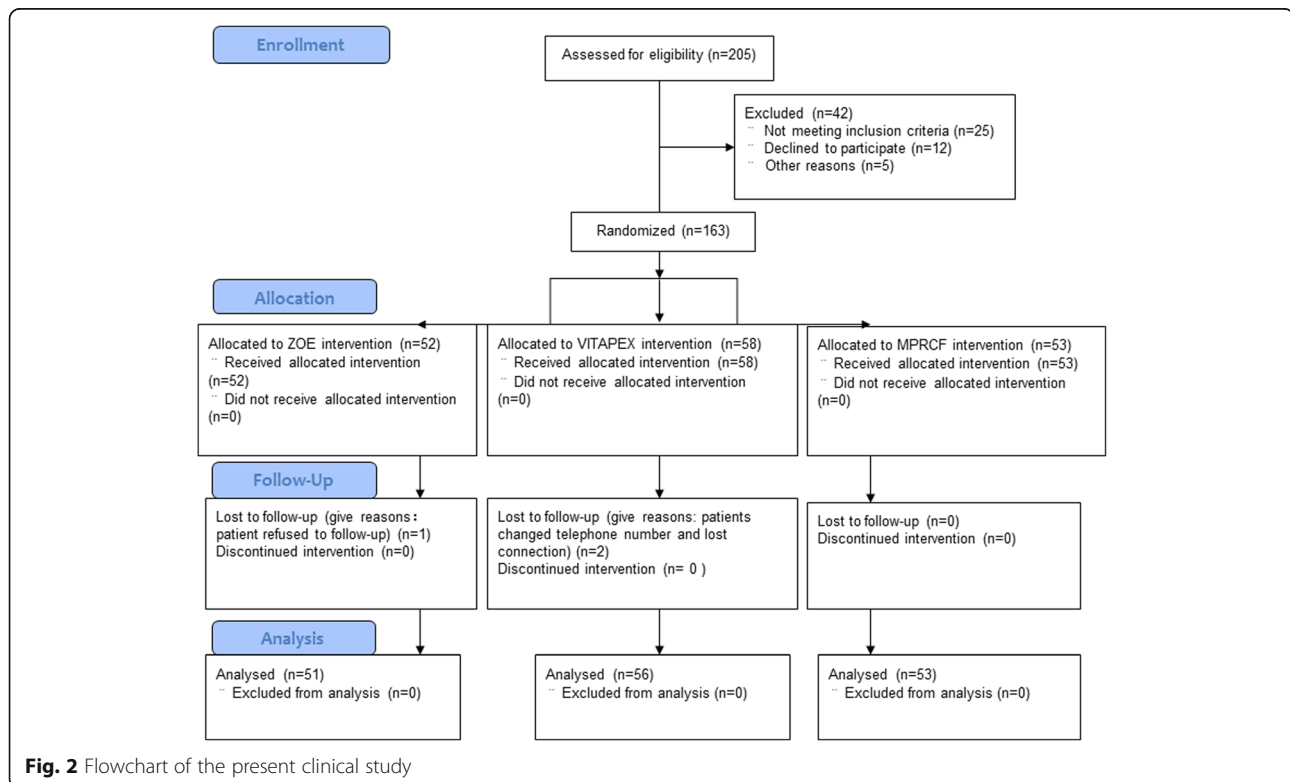 Enrollment
Assessed for eligibility (n=205)
Excluded (n=42)
¨ Not meeting inclusion criteria (n=25)
¨ Declined to participate (n=12)
¨ Other reasons (n=5)
Randomized (n=163)
Allocation
Allocated to ZOE intervention (n=52)
¨ Received allocated intervention
(n=52)
¨ Did not receive allocated intervention
(n=0)
Allocated to VITAPEX intervention (n=58)
¨ Received allocated intervention (n=58)
¨ Did not receive allocated intervention
(n=0)
Allocated to MPRCF intervention (n=53)
¨ Received allocated intervention (n=53)
¨ Did not receive allocated intervention
(n=0)
Follow-Up
Lost to follow-up (give reasons:
patient refused to follow-up) (n=1)
Discontinued intervention (n=0)
Lost to follow-up (give reasons: patients
changed telephone number and lost
connection) (n=2)
Discontinued intervention (n= 0 )
Lost to follow-up (n=0)
Discontinued intervention (n=0)
Analysis
Analysed (n=51)
¨ Excluded from analysis (n=0)
Analysed (n=56)
¨ Excluded from analysis (n=0)
Analysed (n=53)
¨ Excluded from analysis (n=0)
Fig. 2 Flowchart of the present clinical study